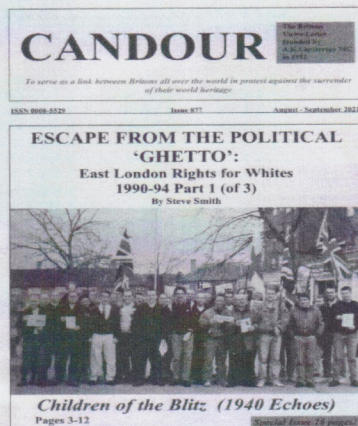 CANDOUR
The Britons
Views-Letter
founded by
A.K. Chesterton MC
in 1953
To serve as a link between Britons all over the world in protest against the surrender
of their world heritage
ISSN 0008-5529 Issue 877 August - September 2021
ESCAPE FROM THE POLITICAL
‘GHETTO’:
East London Rights for Whites
1990-94 Part 1 (of 3)
By Steve Smith
Children of the Blitz (1940 Echoes)
Pages 3-12
Special Issue pages